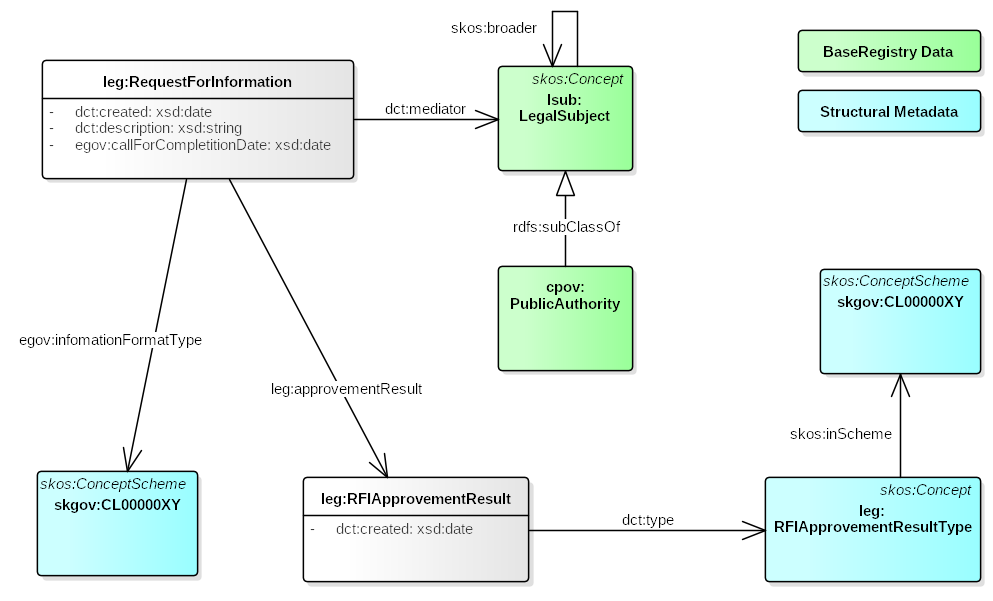 skos:broader
BaseRegistry Data
leg:RequestForInformation
skos:Concept
lsub:
LegalSubject
- dct:created: xsd:date
- dct:description: xsd:string
- egov:callForCompletitionDate: xsd:date
dct:mediator
Structural Metadata
rdfs:subClassOf
cpov:
PublicAuthority
skos:ConceptScheme
skgov:CL00000XY
egov:infomationFormatType
leg:approvementResult
skos:inScheme
skos:ConceptScheme
skgov:CL00000XY
leg:RFIApprovementResult
- dct:created: xsd:date
dct:type
skos:Concept
leg:
RFIApprovementResultType